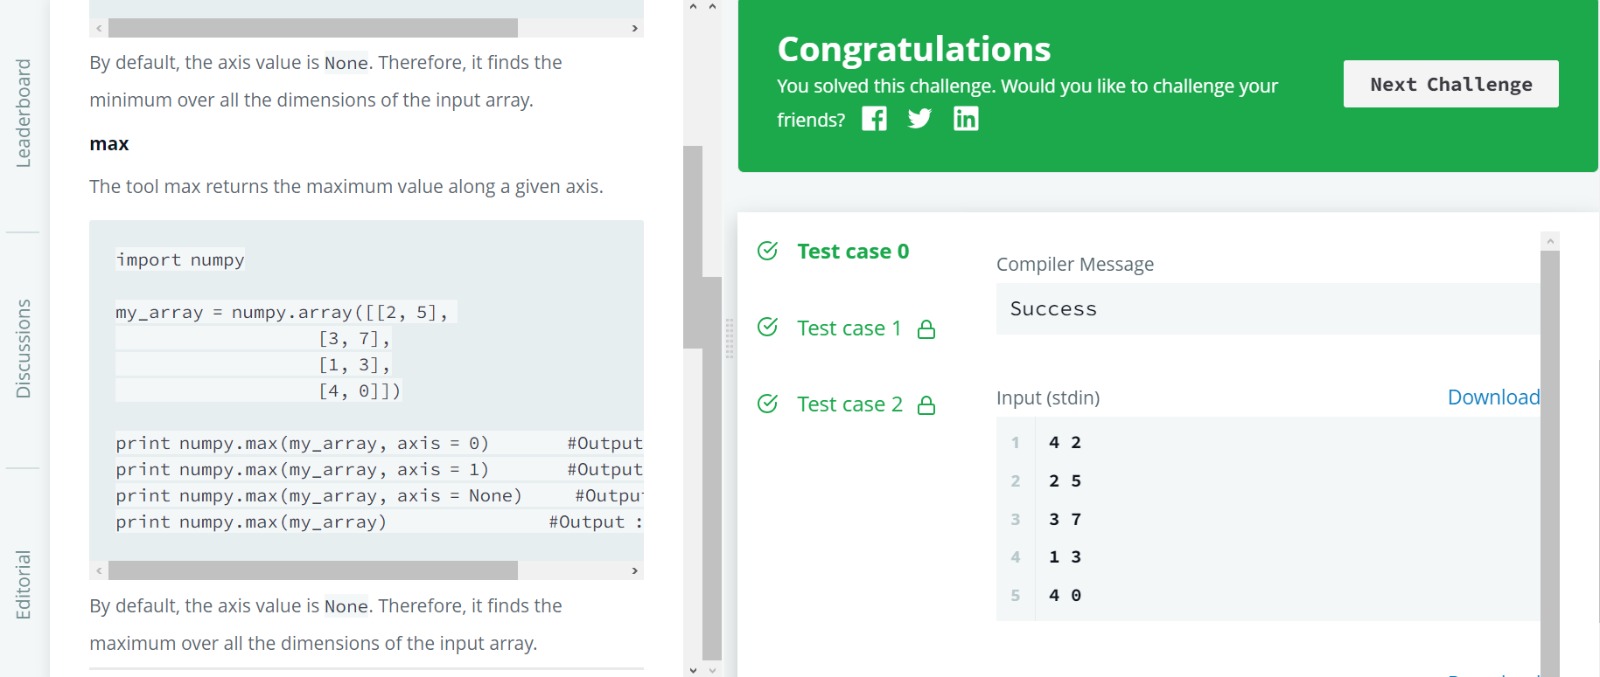 Leaderboard
Discussions
Editorial
By default, the axis value is None. Therefore, it finds the
minimum over all the dimensions of the input array.
max
The tool max returns the maximum value along a given axis.
import numpy
my_array = numpy.array([[2, 5],
[3, 7],
[1, 3],
[4, 0]])
print numpy.max(my_array, axis = 0)        #Output
print numpy.max(my_array, axis = 1)        #Output
print numpy.max(my_array, axis = None)     #Output
print numpy.max(my_array)                  #Output :
By default, the axis value is None. Therefore, it finds the
maximum over all the dimensions of the input array.
Congratulations
You solved this challenge. Would you like to challenge your
friends?
Next Challenge
Test case 0
Test case 1
Test case 2
Compiler Message
Success
Input (stdin)
Download
1 4 2
2 2 5
3 3 7
4 1 3
5 4 0